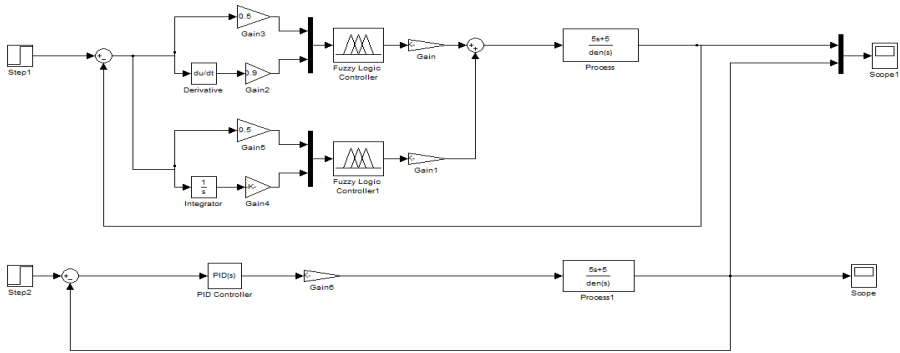 Step1
0.5
Gain3
du/dt
Derivative
0.9
Gain2
Fuzzy Logic
Controller
K-
Gain
5s+5
den(s)
Process
Scope1
0.5
Gain5
1
s
Integrator
-K-
Gain4
Fuzzy Logic
Controller1
K-
Gain1
Step2
PID(s)
PID Controller
K-
Gain6
5s+5
den(s)
Process1
Scope